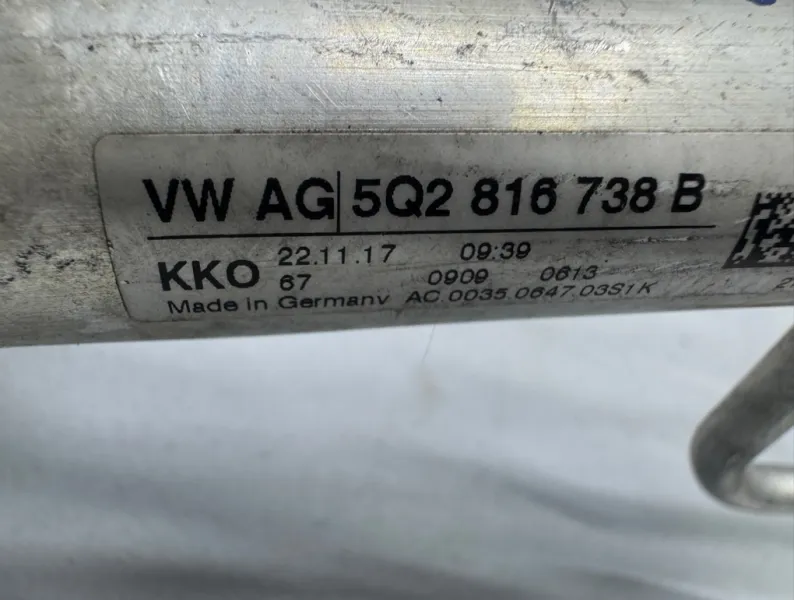 VW AG 5Q2 816 738 B
KKO 22.11.17 09:39
67 0909 0613
Made in Germany AC.0035.0647.03S1K